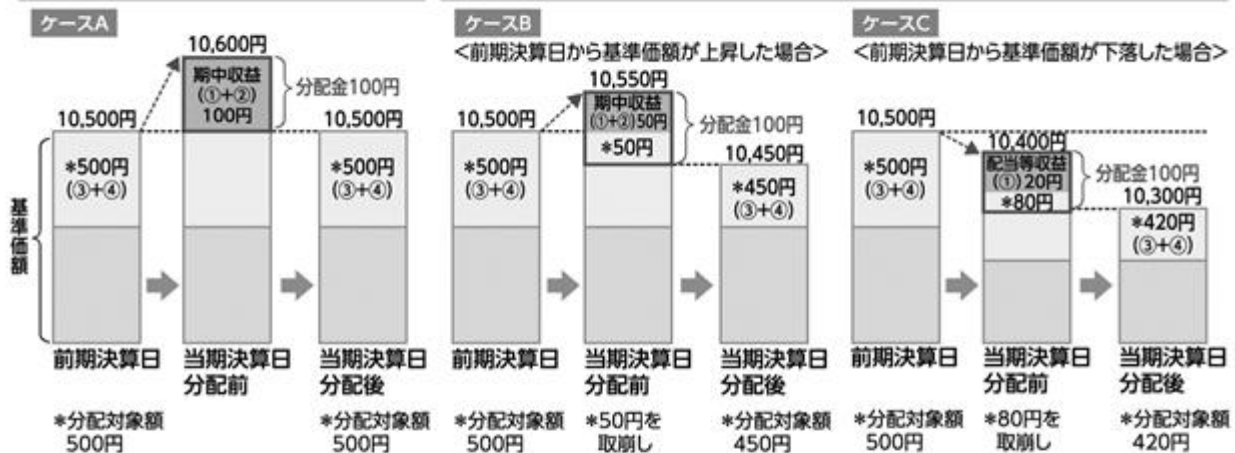 ケースA
10,600円
期中収益
(①+②)
100円
分配金100円
10,500円
10,500円
*500円
(③+④)
*500円
(③+④)
基準価額
前期決算日
当期決算日
分配前
当期決算日
分配後
*分配対象額
500円
*分配対象額
500円
ケースB
<前期決算日から基準価額が上昇した場合>
10,550円
期中収益
(①+②)50円
*50円
分配金100円
10,500円
10,450円
*500円
(③+④)
*450円
(③+④)
前期決算日
当期決算日
分配前
当期決算日
分配後
*分配対象額
500円
*50円を
取崩し
*分配対象額
450円
ケースC
<前期決算日から基準価額が下落した場合>
10,500円
10,400円
配当等収益
(①)20円
*80円
分配金100円
10,300円
*500円
(③+④)
*420円
(③+④)
前期決算日
当期決算日
分配前
当期決算日
分配後
*分配対象額
500円
*80円を
取崩し
*分配対象額
420円